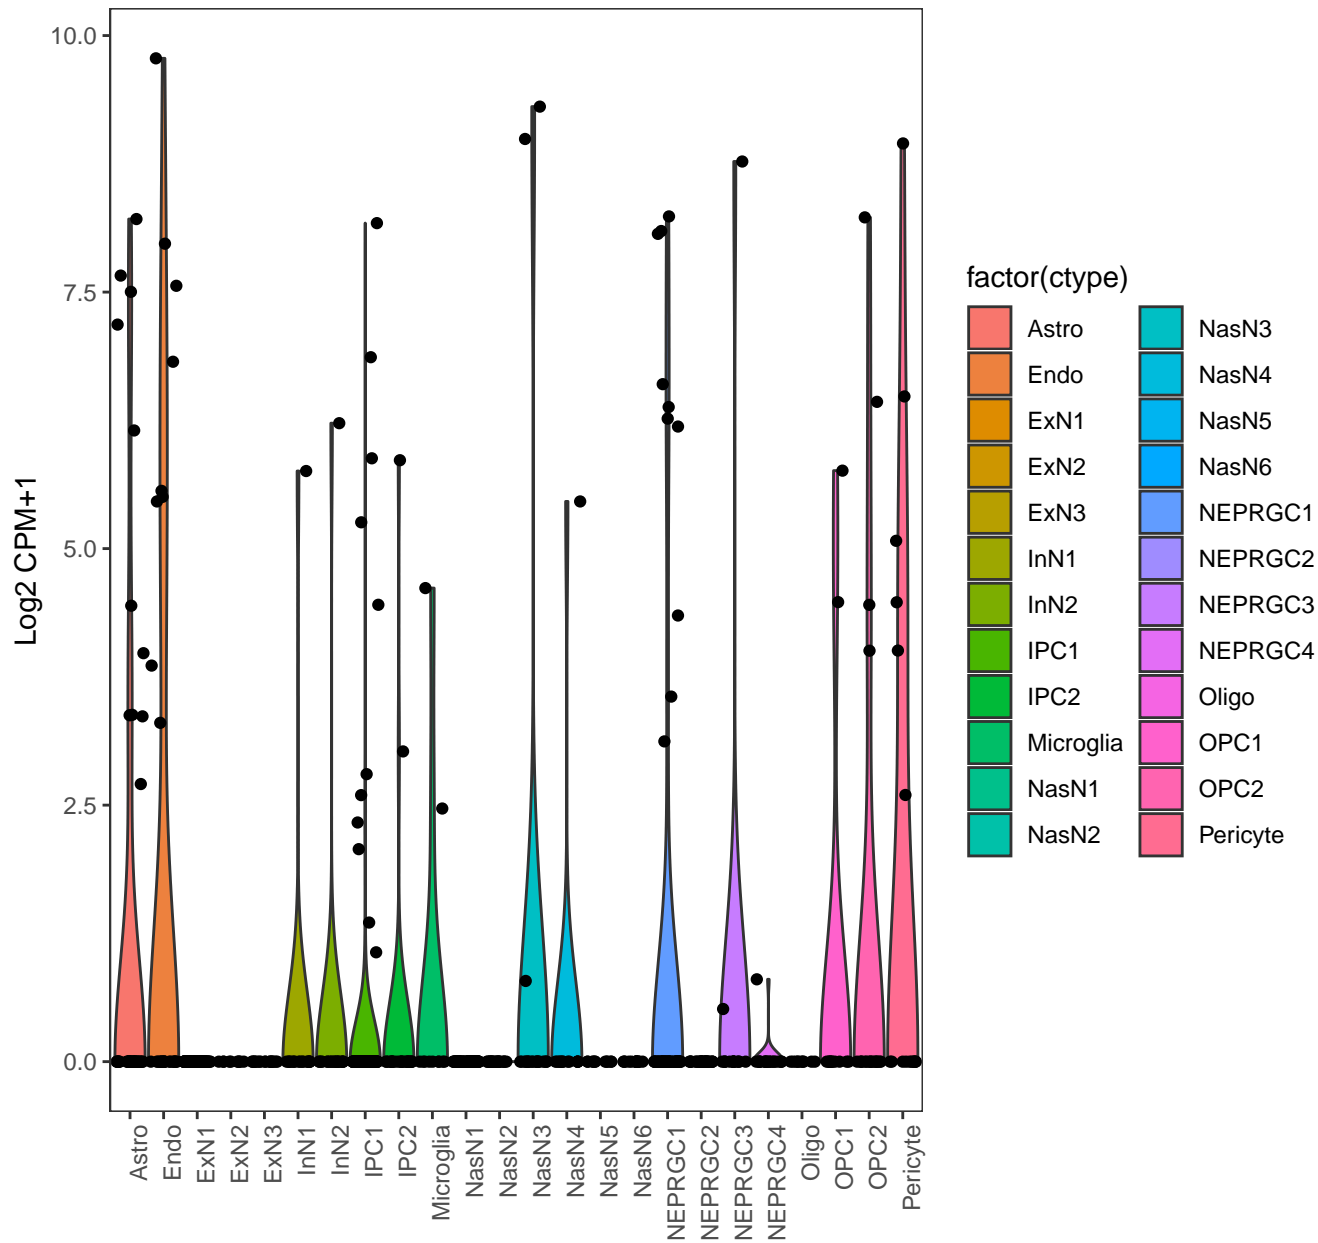 10.0
7.5
5.0
2.5
0.0
Log2 CPM+1
Astro
Endo
ExN1
ExN2
ExN3
InN1
InN2
IPC1
IPC2
Microglia
NasN1
NasN2
NasN3
NasN4
NasN5
NasN6
NEPRGC1
NEPRGC2
NEPRGC3
NEPRGC4
Oligo
OPC1
OPC2
Pericyte
factor(ctype)
Astro
Endo
ExN1
ExN2
ExN3
InN1
InN2
IPC1
IPC2
Microglia
NasN1
NasN2
NasN3
NasN4
NasN5
NasN6
NEPRGC1
NEPRGC2
NEPRGC3
NEPRGC4
Oligo
OPC1
OPC2
Pericyte